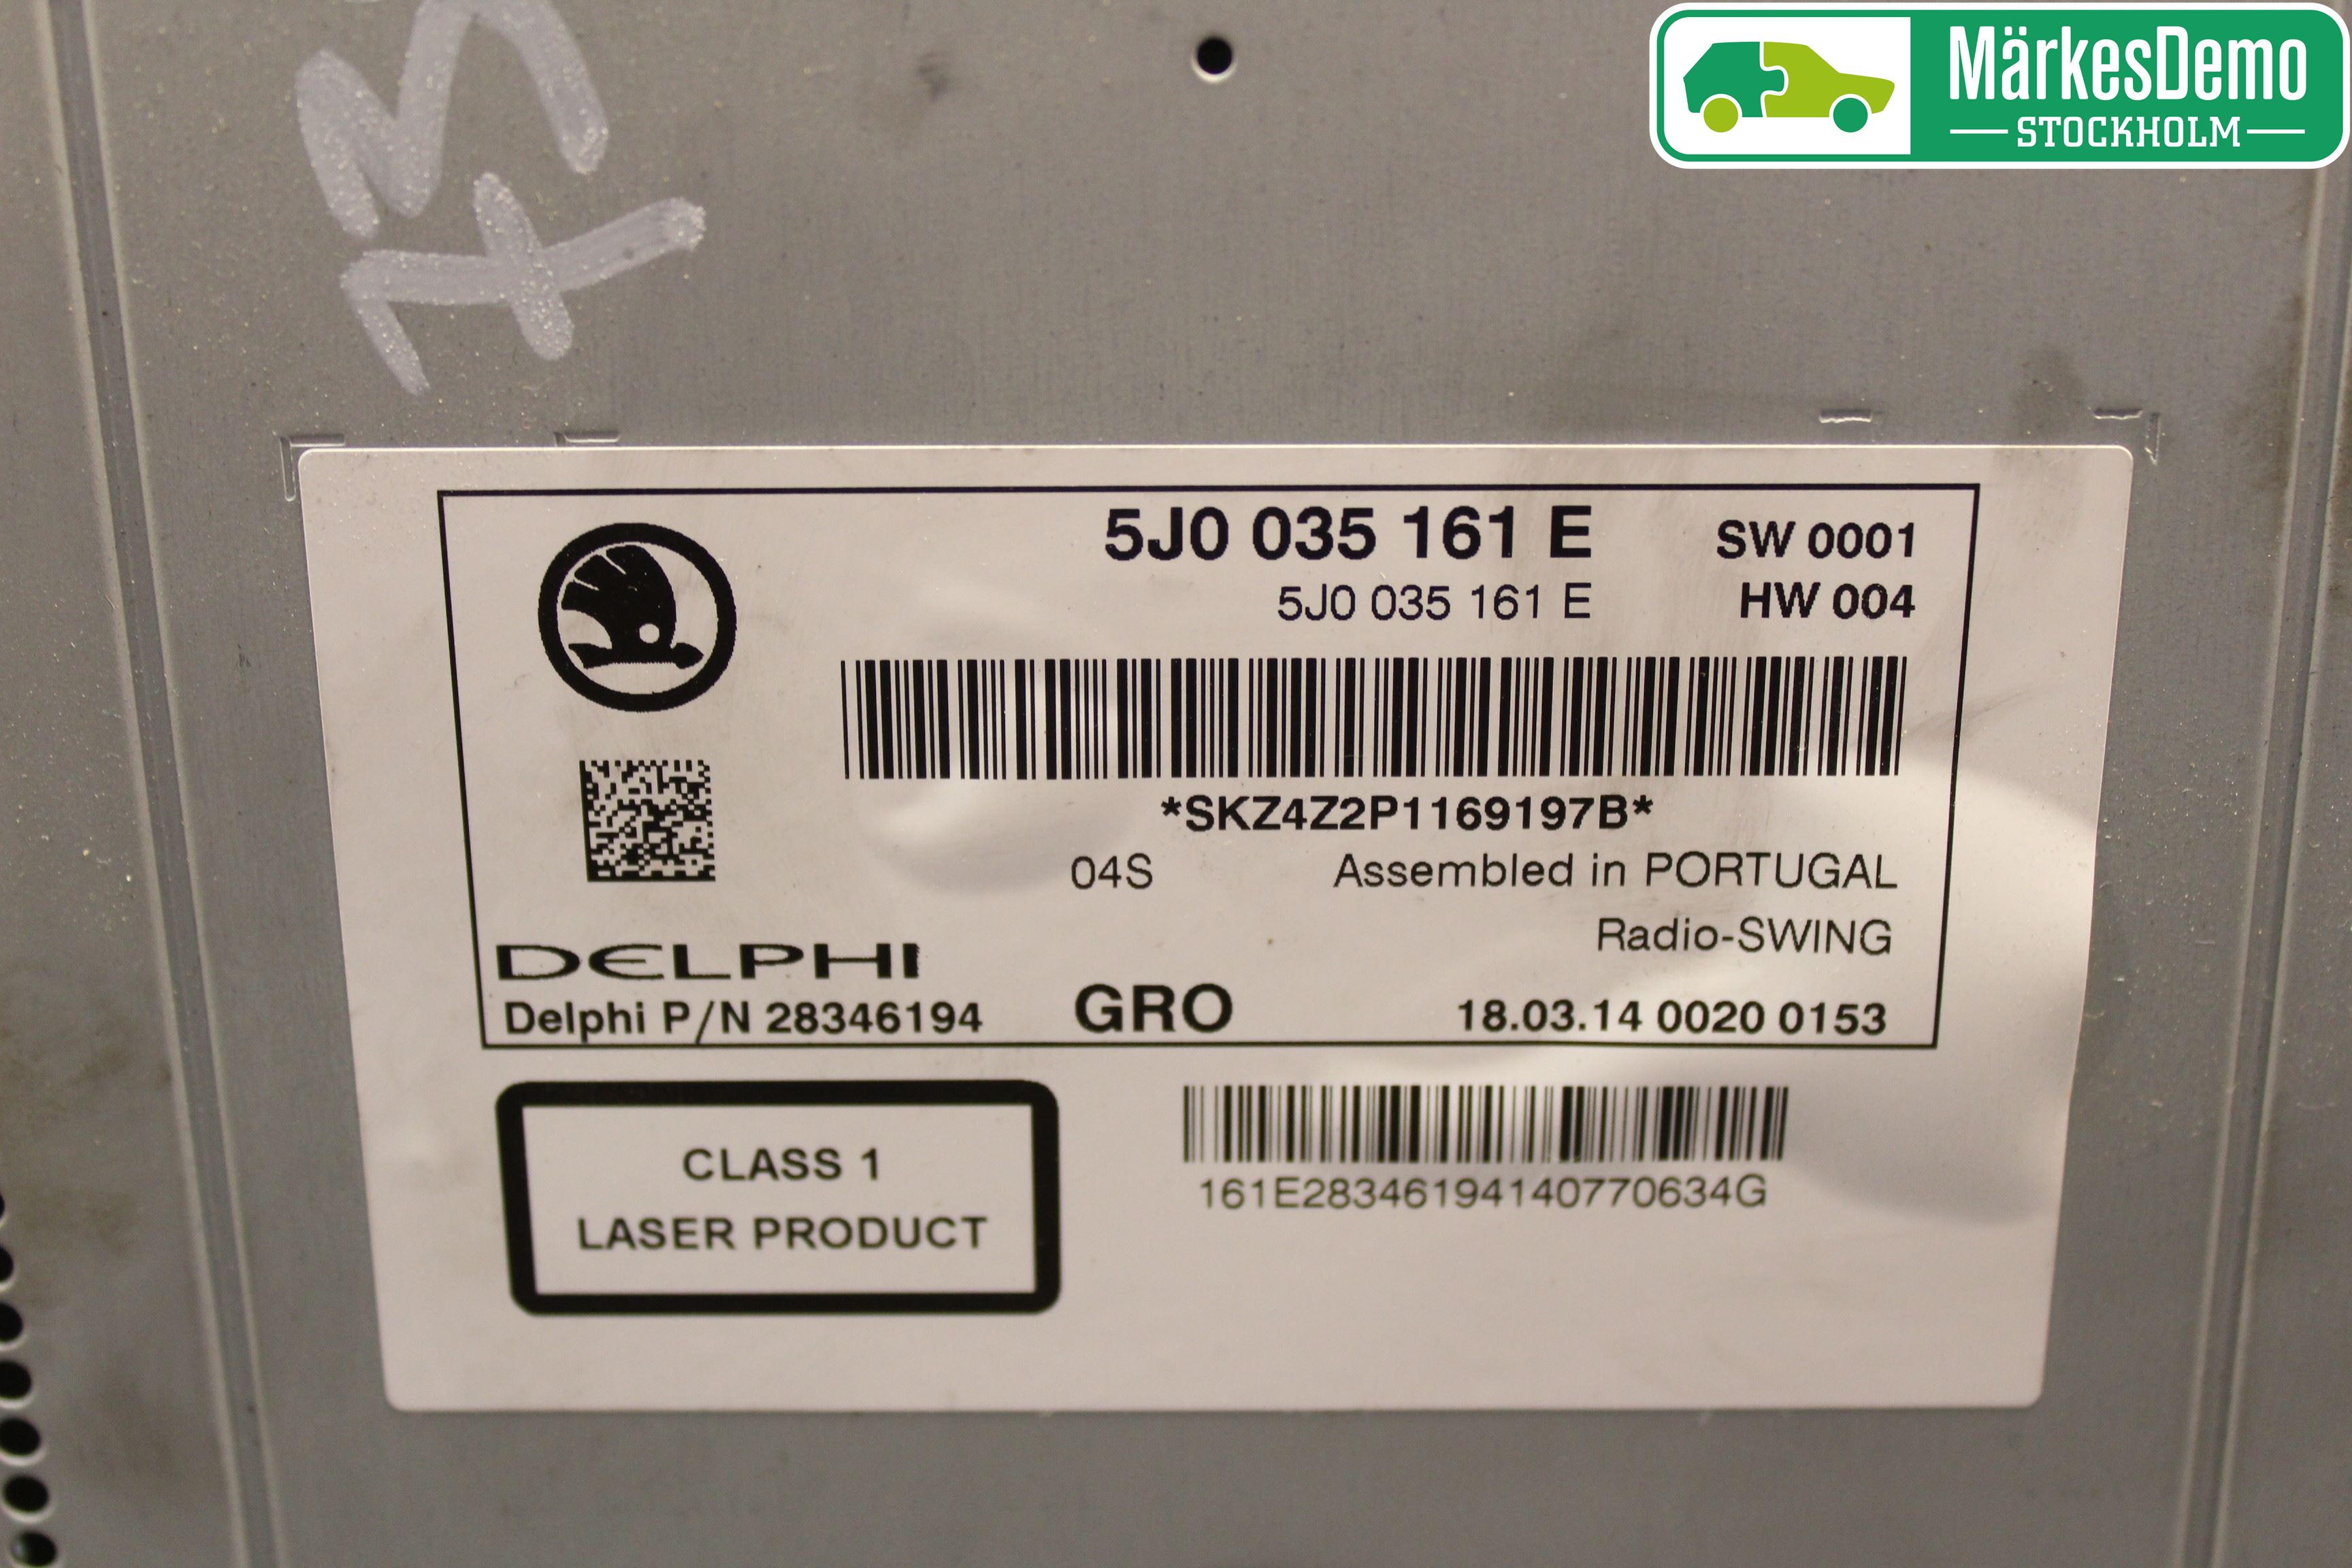 MärkesDemo
STOCKHOLM
5J0 035 161 E SW 0001
5J0 035 161 E HW 004
*SKZ4Z2P1169197B*
04S Assembled in PORTUGAL
Radio-SWING
DELPHI
Delphi P/N 28346194 GRO 18.03.14 0020 0153
CLASS 1
LASER PRODUCT
161E28346194140770634G